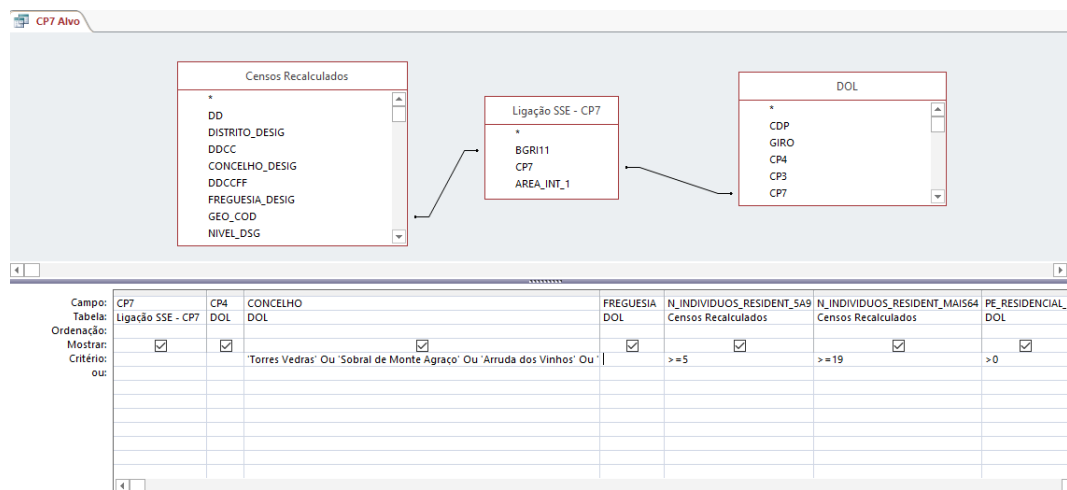 CP7 Alvo
Censos Recalculados
*
DD
DISTRITO_DESIG
DDCC
CONCELHO_DESIG
DDCCFF
FREGUESIA_DESIG
GEO_COD
NIVEL_DSG
Ligação SSE - CP7
*
BGRI11
CP7
AREA_INT_1
DOL
*
CDP
GIRO
CP4
CP3
CP7
Campo: CP7 CP4 CONCELHO FREGUESIA N_INDIVIDUOS_RESIDENT_5A9 N_INDIVIDUOS_RESIDENT_MAIS64 PE_RESIDENCIAL_
Tabela: Ligação SSE - CP7 DOL DOL DOL Censos Recalculados Censos Recalculados DOL
Ordenação:
Mostrar:
Critério: 'Torres Vedras' Ou 'Sobral de Monte Agraço' Ou 'Arruda dos Vinhos' Ou ' >=5 >=19 >0
ou: